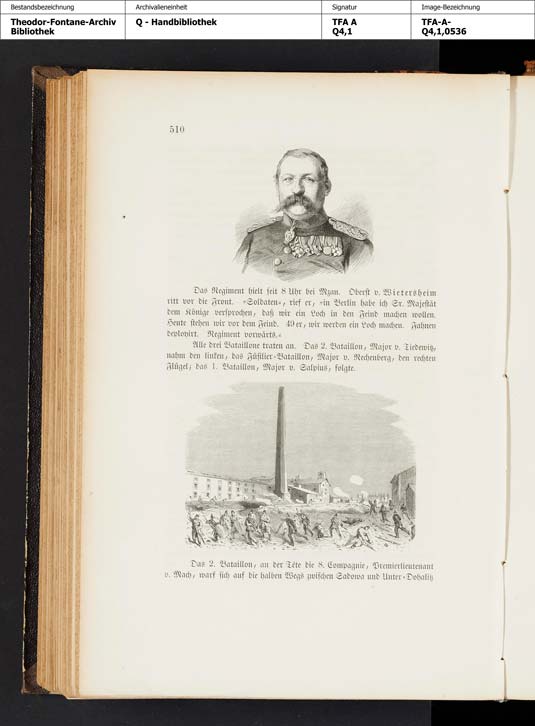 Bestandsbezeichnung
Archivalieneinheit
Signatur
Image-Bezeichnung
Theodor-Fontane-Archiv
Bibliothek
Q - Handbibliothek
TFA A
Q4,1
TFA-A-
Q4,1,0536
510
Das Regiment hielt seit 8 Uhr bei Mzan. Oberst v. Wietersheim
ritt vor die Front. »Soldaten«, rief er, »in Berlin habe ich Sr. Majestät
dem Könige versprochen, daß wir ein Loch in den Feind machen wollen.
Heute stehen wir vor dem Feind. 49er, wir werden ein Loch machen. Fahnen
deployirt. Regiment vorwärts.«
Alle drei Bataillone traten an. Das 2. Bataillon, Major v. Tiedewitz,
nahm den linken, das Füsilier-Bataillon, Major v. Rechenberg, den rechten
Flügel; das 1. Bataillon, Major v. Salpius, folgte.
Das 2. Bataillon, an der Tête die 8. Compagnie, Premierlieutenant
v. Mach, warf sich auf die halben Wegs zwischen Sadowa und Unter-Dohalitz